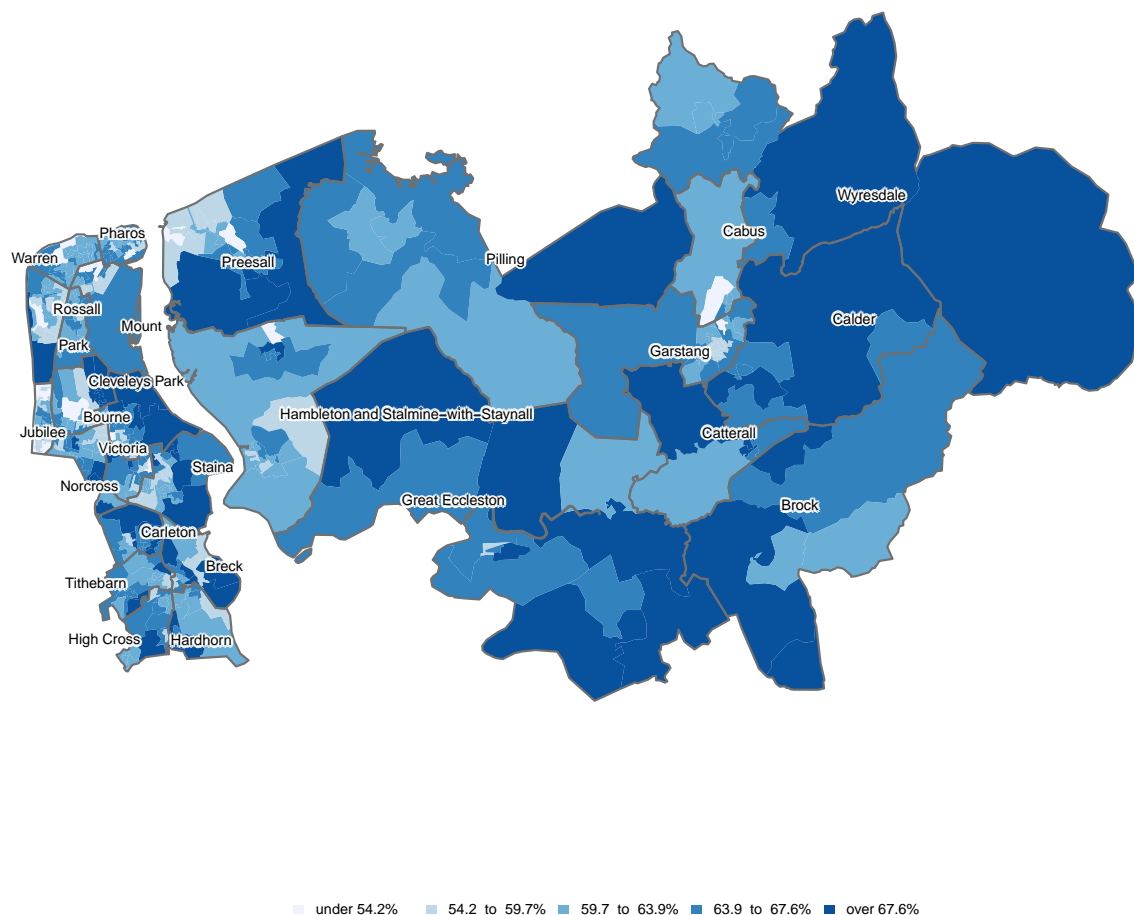 Wyresdale
Pharos
Cabus
Warren
Pilling
Preesall
Rossall
Calder
Mount
Park
Garstang
Cleveleys Park
Hambleton and Stalmine−with−Staynall
Bourne
Jubilee
Catterall
Victoria
Staina
Norcross
Great Eccleston
Brock
Carleton
Breck
Tithebarn
High Cross
Hardhorn
under 54.2% 54.2 to 59.7% 59.7 to 63.9% 63.9 to 67.6% over 67.6%